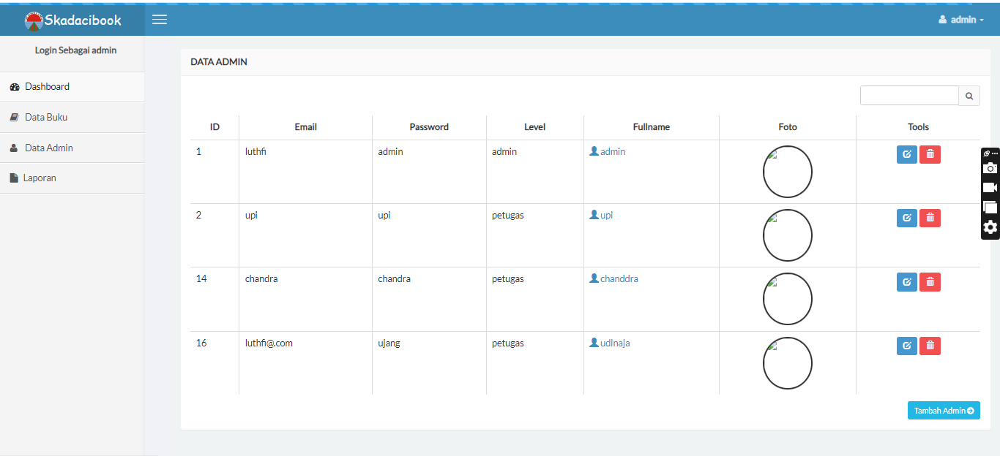 Skadacibook
admin
Login Sebagai admin
Dashboard
Data Buku
Data Admin
Laporan
DATA ADMIN
ID Email Password Level Fullname Foto Tools
1 luthfi admin admin admin
2 upi upi petugas upi
14 chandra chandra petugas chanddra
16 luthfi@.com ujang petugas udinaja
Tambah Admin